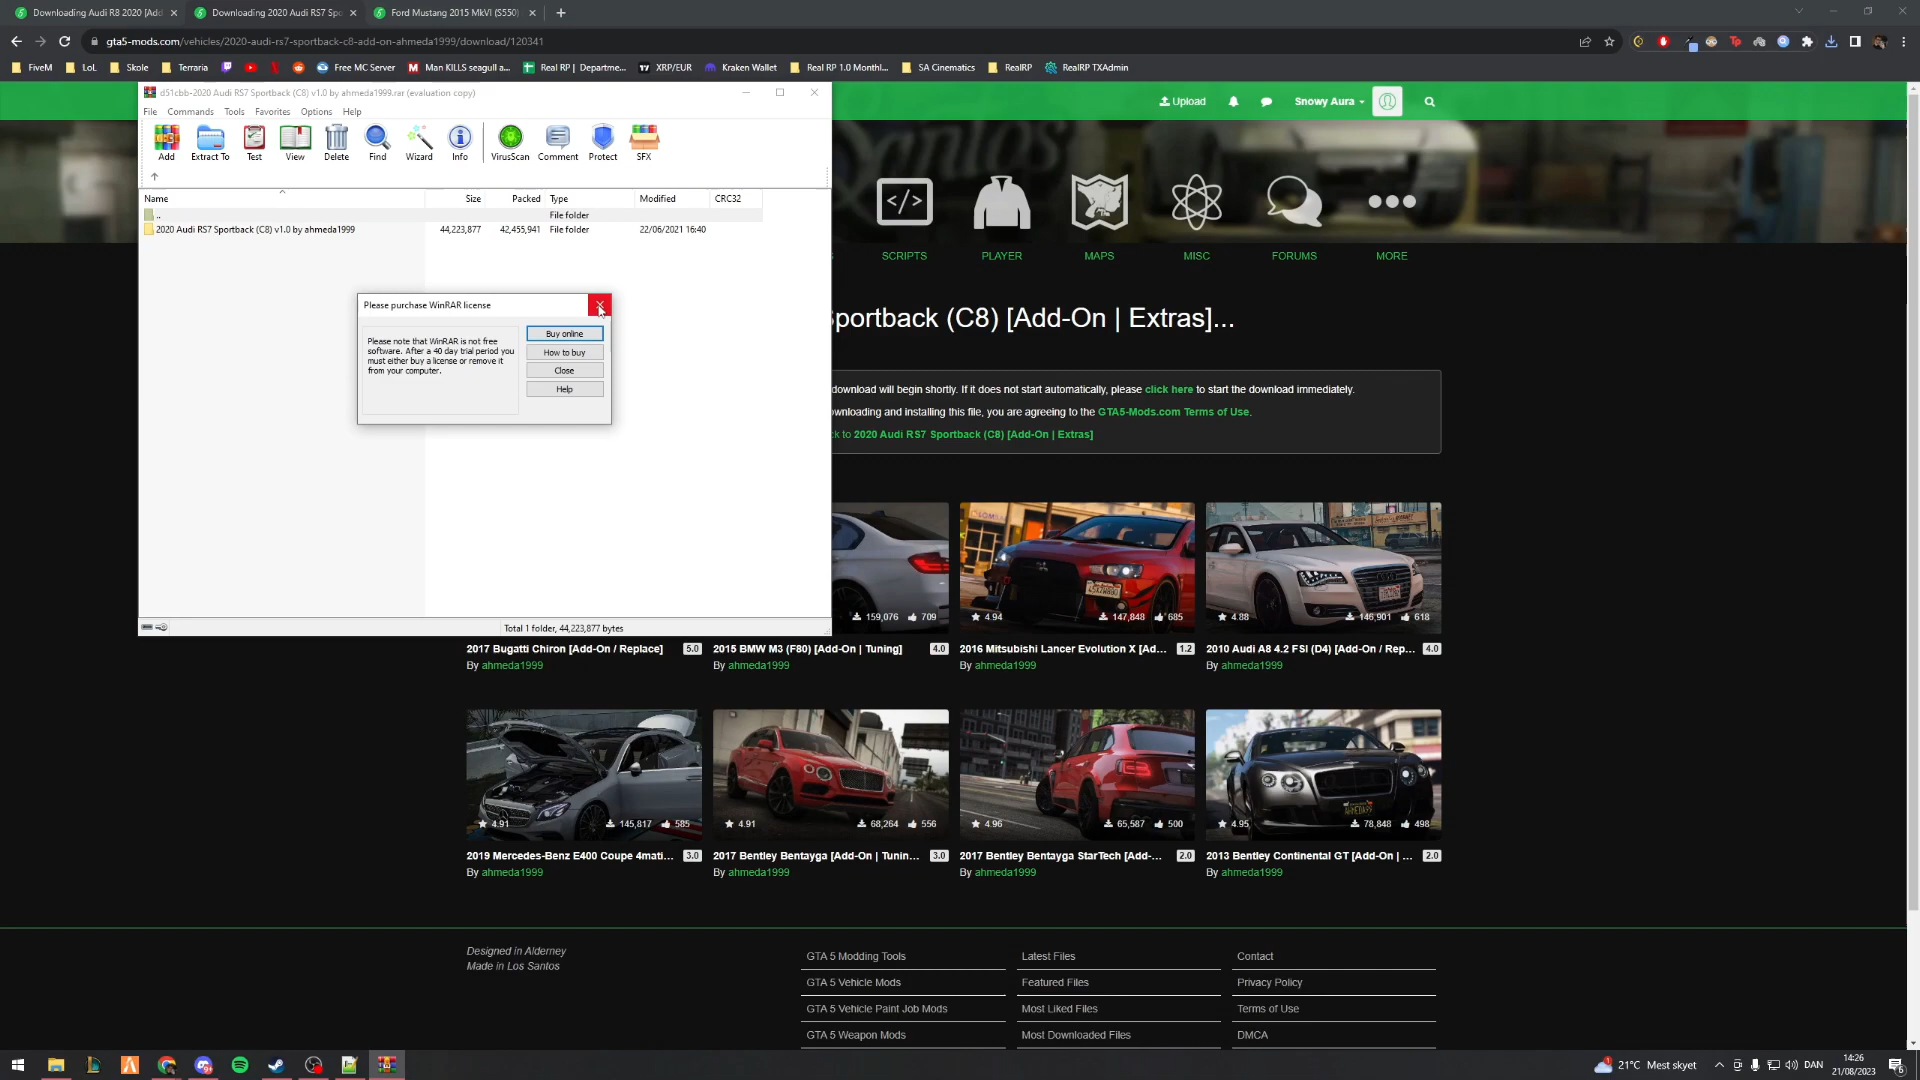 Downloading Audi R8 2020 [Add
Downloading 2020 Audi RS7 Spo
Ford Mustang 2015 MkVI (S550)
gta5-mods.com/vehicles/2020-audi-rs7-sportback-c8-add-on-ahmeda1999/download/120341
FiveM
LoL
Skole
Terraria
Free MC Server
Man KILLS seagull a...
Real RP | Departme...
XRP/EUR
Kraken Wallet
Real RP 1.0 Monthl...
SA Cinematics
RealRP
RealRP TXAdmin
d51cbb-2020 Audi RS7 Sportback (C8) v1.0 by ahmeda1999.rar (evaluation copy)
File Commands Tools Favorites Options Help
Add
Extract To
Test
View
Delete
Find
Wizard
Info
VirusScan
Comment
Protect
SFX
Name Size Packed Type Modified CRC32
.. File folder
2020 Audi RS7 Sportback (C8) v1.0 by ahmeda1999 44,223,877 42,455,941 File folder 22/06/2021 16:40
Please purchase WinRAR license
Please note that WinRAR is not free
software. After a 40 day trial period you
must either buy a license or remove it
from your computer.
Buy online
How to buy
Close
Help
Total 1 folder, 44,223,877 bytes
Upload
Snowy Aura
SCRIPTS
PLAYER
MAPS
MISC
FORUMS
MORE
Sportback (C8) [Add-On | Extras]...
download will begin shortly. If it does not start automatically, please click here to start the download immediately.
wnloading and installing this file, you are agreeing to the GTA5-Mods.com Terms of Use.
ck to 2020 Audi RS7 Sportback (C8) [Add-On | Extras]
159,076 709
4.94 147,848 685
4.88 146,901 618
2017 Bugatti Chiron [Add-On / Replace] 5.0
By ahmeda1999
2015 BMW M3 (F80) [Add-On | Tuning] 4.0
By ahmeda1999
2016 Mitsubishi Lancer Evolution X [Ad... 1.2
By ahmeda1999
2010 Audi A8 4.2 FSI (D4) [Add-On / Rep... 4.0
By ahmeda1999
4.91 145,817 585
4.91 68,264 556
4.96 65,587 500
4.95 78,848 498
2019 Mercedes-Benz E400 Coupe 4mati... 3.0
By ahmeda1999
2017 Bentley Bentayga [Add-On | Tunin... 3.0
By ahmeda1999
2017 Bentley Bentayga StarTech [Add-... 2.0
By ahmeda1999
2013 Bentley Continental GT [Add-On | ... 2.0
By ahmeda1999
Designed in Alderney
Made in Los Santos
GTA 5 Modding Tools
GTA 5 Vehicle Mods
GTA 5 Vehicle Paint Job Mods
GTA 5 Weapon Mods
Latest Files
Featured Files
Most Liked Files
Most Downloaded Files
Contact
Privacy Policy
Terms of Use
DMCA
21°C Mest skyet
DAN
14:26
21/08/2023